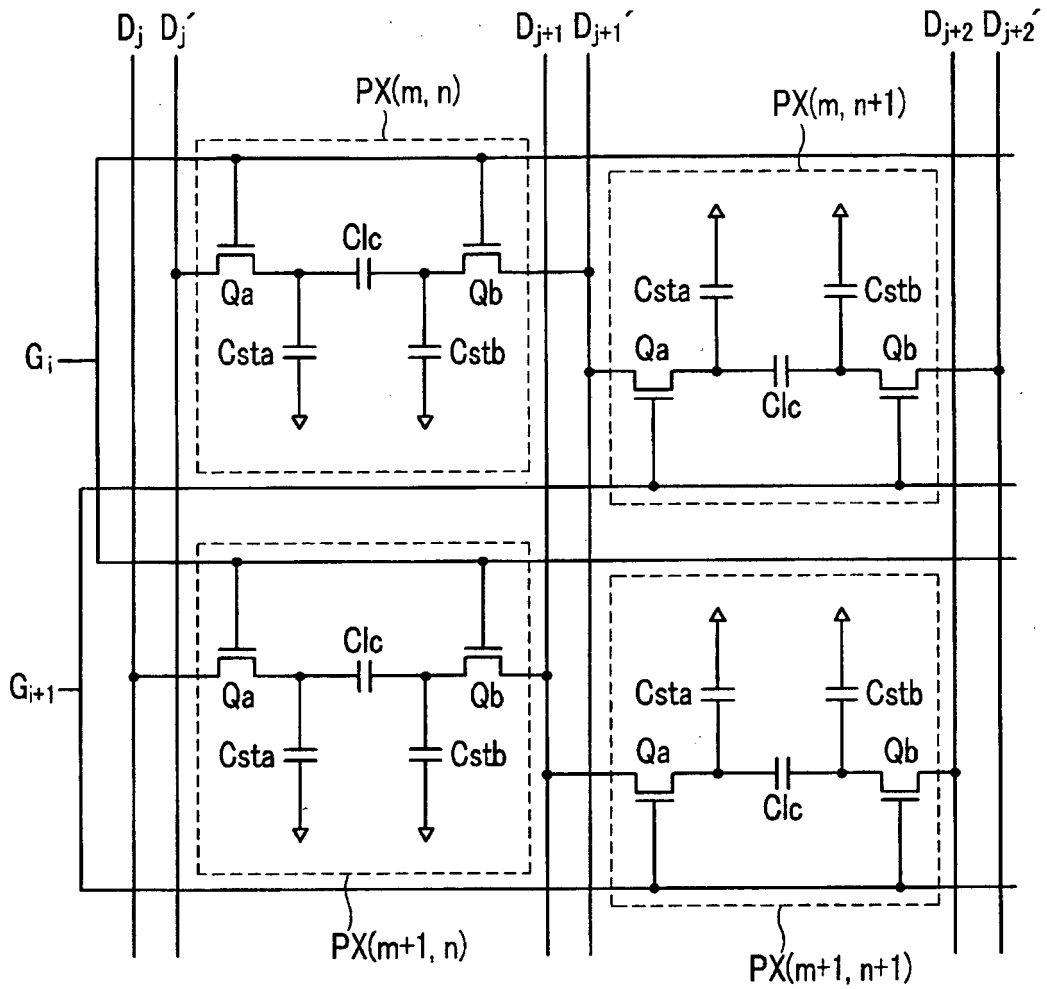 Dj Dj′ Dj+1 Dj+1′ Dj+2 Dj+2′
PX(m, n)
PX(m, n+1)
Clc
Qa
Qb
Csta
Cstb
Csta
Cstb
Gi
Qa
Qb
Clc
Clc
Qa
Qb
Csta
Cstb
Gi+1
Csta
Cstb
Qa
Qb
Clc
PX(m+1, n)
PX(m+1, n+1)